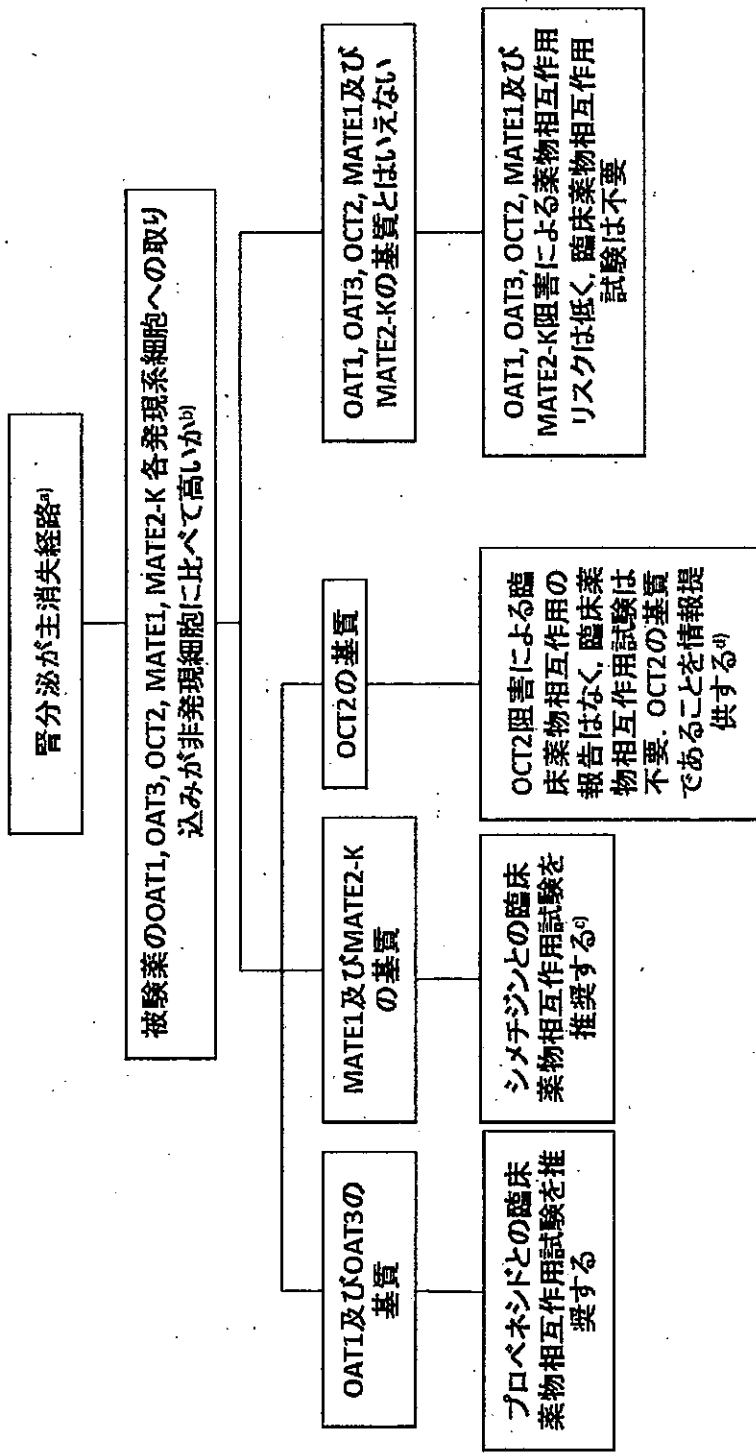 腎分泌が主消失経路a)
被験薬のOAT1, OAT3, OCT2, MATE1, MATE2-K 各発現系細胞への取り
込みが非発現細胞に比べて高いかb)
OAT1及びOAT3の
基質
MATE1及びMATE2-K
の基質
OCT2の基質
OAT1, OAT3, OCT2, MATE1及び
MATE2-Kの基質とはいえない
プロベネシドとの臨床
薬物相互作用試験を推
奨する
シメチジンとの臨床
薬物相互作用試験を
推奨するc)
OCT2阻害による臨
床薬物相互作用の
報告はなく, 臨床薬
物相互作用試験は
不要. OCT2の基質
であることを情報提
供するd)
OAT1, OAT3, OCT2, MATE1及び
MATE2-K阻害による薬物相互作用
リスクは低く, 臨床薬物相互作用
試験は不要